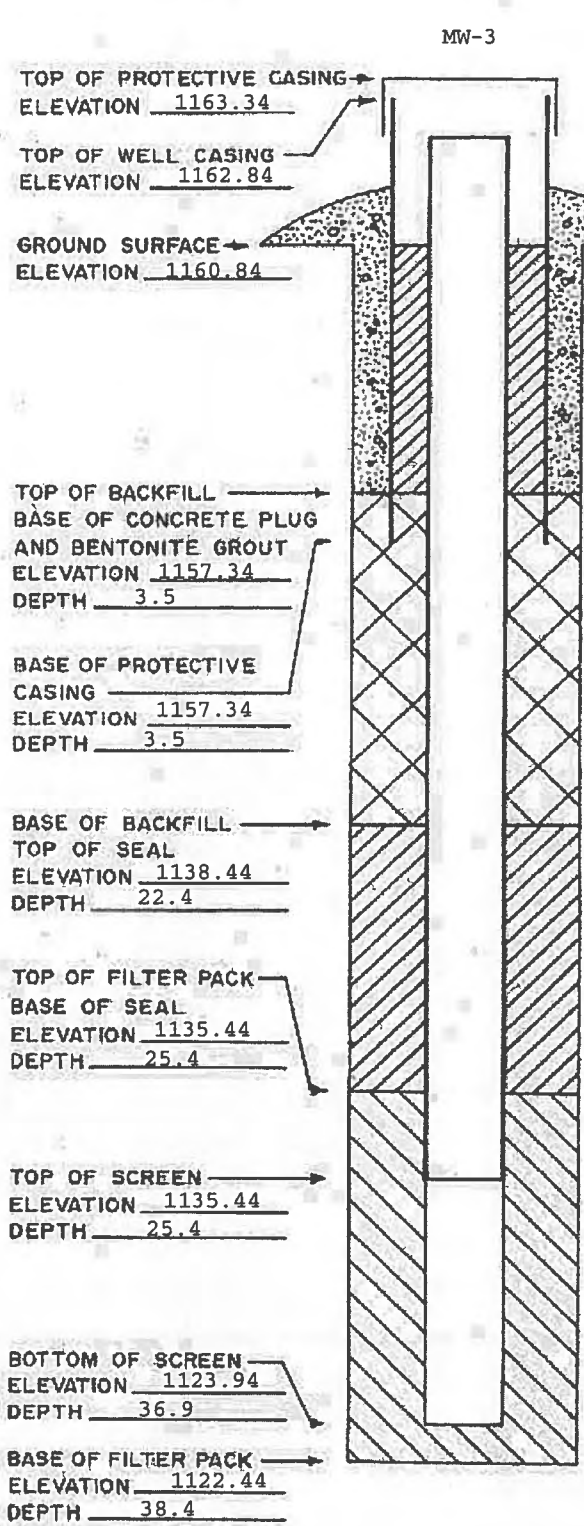 MW-3
TOP OF PROTECTIVE CASING
ELEVATION 1163.34
TOP OF WELL CASING
ELEVATION 1162.84
GROUND SURFACE
ELEVATION 1160.84
TOP OF BACKFILL
BASE OF CONCRETE PLUG
AND BENTONITE GROUT
ELEVATION 1157.34
DEPTH 3.5
BASE OF PROTECTIVE
CASING
ELEVATION 1157.34
DEPTH 3.5
BASE OF BACKFILL
TOP OF SEAL
ELEVATION 1138.44
DEPTH 22.4
TOP OF FILTER PACK
BASE OF SEAL
ELEVATION 1135.44
DEPTH 25.4
TOP OF SCREEN
ELEVATION 1135.44
DEPTH 25.4
BOTTOM OF SCREEN
ELEVATION 1123.94
DEPTH 36.9
BASE OF FILTER PACK
ELEVATION 1122.44
DEPTH 38.4